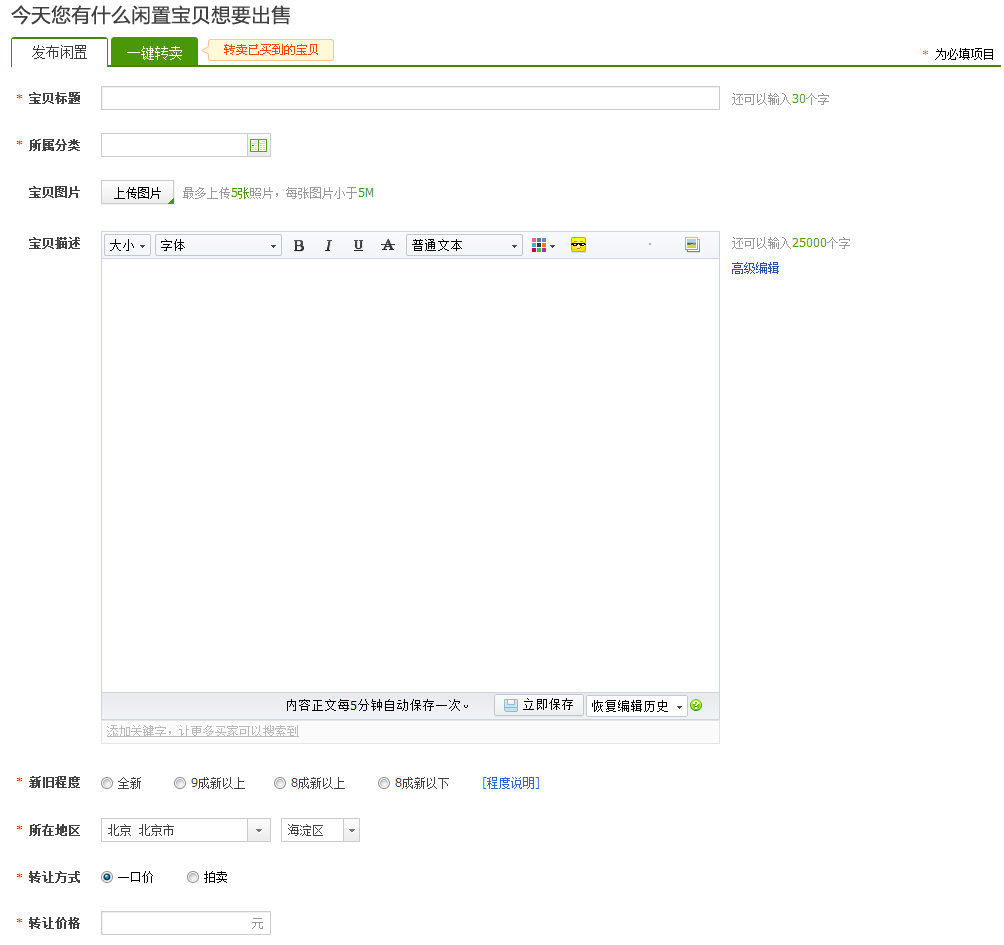 今天您有什么闲置宝贝想要出售
发布闲置 一键转卖 转卖已买到的宝贝 * 为必填项目
* 宝贝标题 还可以输入30个字
* 所属分类
宝贝图片 上传图片 最多上传5张照片，每张图片小于5M
宝贝描述 大小 字体 B I U A 普通文本 还可以输入25000个字
高级编辑
内容正文每5分钟自动保存一次。 立即保存 恢复编辑历史 ?
添加关键字，让更多买家可以搜索到
* 新旧程度 全新 9成新以上 8成新以上 8成新以下 [程度说明]
* 所在地区 北京 北京市 海淀区
* 转让方式 一口价 拍卖
* 转让价格 元